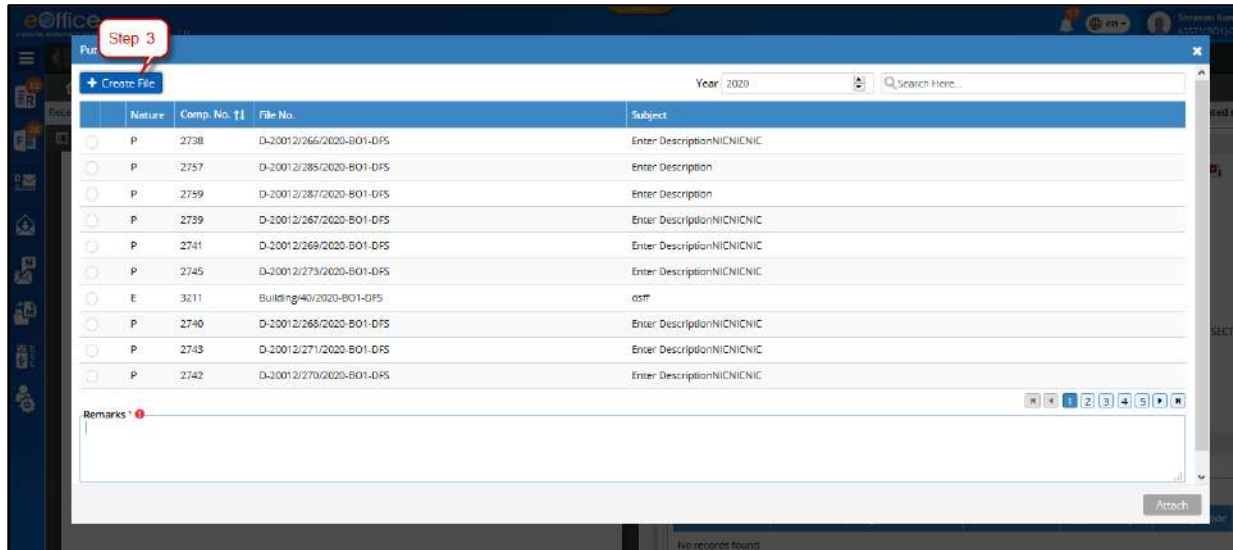 eOffice
en
Step 3
Pu
+ Create File
Year 2020
Search Here...
Nature Comp. No. File No. Subject
P 2738 D-20012/266/2020-BO1-DFS Enter DescriptionNICNICNIC
P 2757 D-20012/285/2020-BO1-DFS Enter Description
P 2759 D-20012/287/2020-BO1-DFS Enter Description
P 2739 D-20012/267/2020-BO1-DFS Enter DescriptionNICNICNIC
P 2741 D-20012/269/2020-BO1-DFS Enter DescriptionNICNICNIC
P 2745 D-20012/273/2020-BO1-DFS Enter DescriptionNICNICNIC
E 3211 Building/40/2020-BO1-DFS dsff
P 2740 D-20012/268/2020-BO1-DFS Enter DescriptionNICNICNIC
P 2743 D-20012/271/2020-BO1-DFS Enter DescriptionNICNICNIC
P 2742 D-20012/270/2020-BO1-DFS Enter DescriptionNICNICNIC
1 2 3 4 5
Remarks *
Attach
No records found